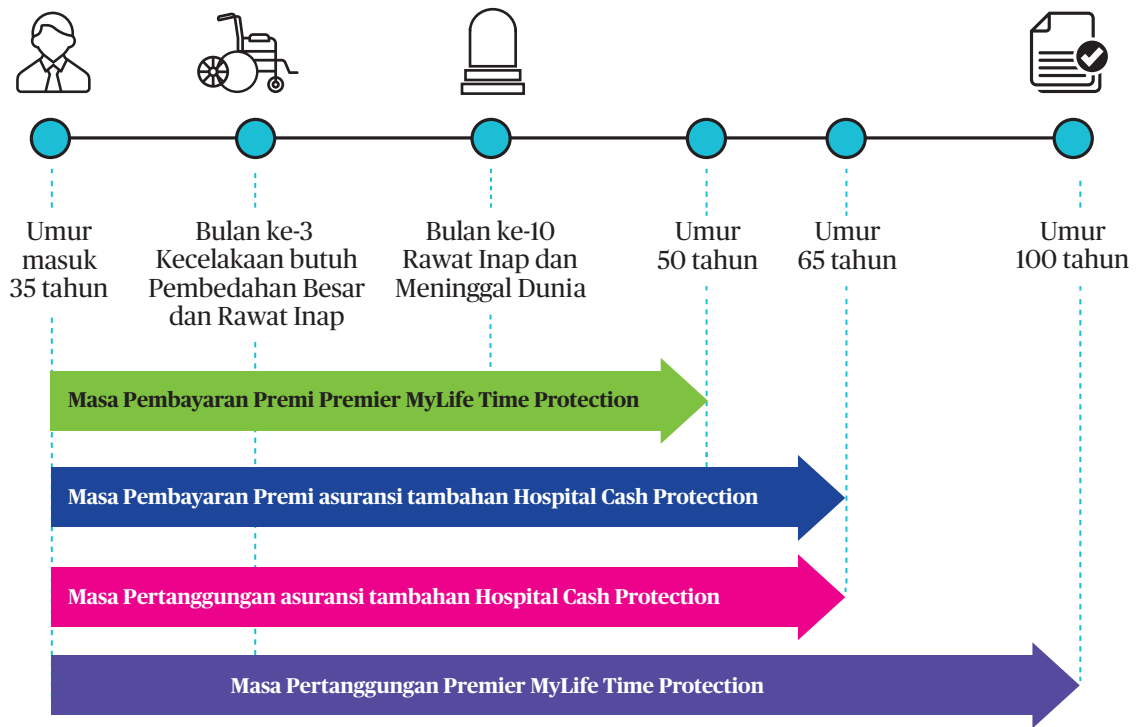 Umur
masuk
35 tahun
Bulan ke-3
Kecelakaan butuh
Pembedahan Besar
dan Rawat Inap
Bulan ke-10
Rawat Inap dan
Meninggal Dunia
Umur
50 tahun
Umur
65 tahun
Umur
100 tahun
Masa Pembayaran Premi Premier MyLife Time Protection
Masa Pembayaran Premi asuransi tambahan Hospital Cash Protection
Masa Pertanggungan asuransi tambahan Hospital Cash Protection
Masa Pertanggungan Premier MyLife Time Protection